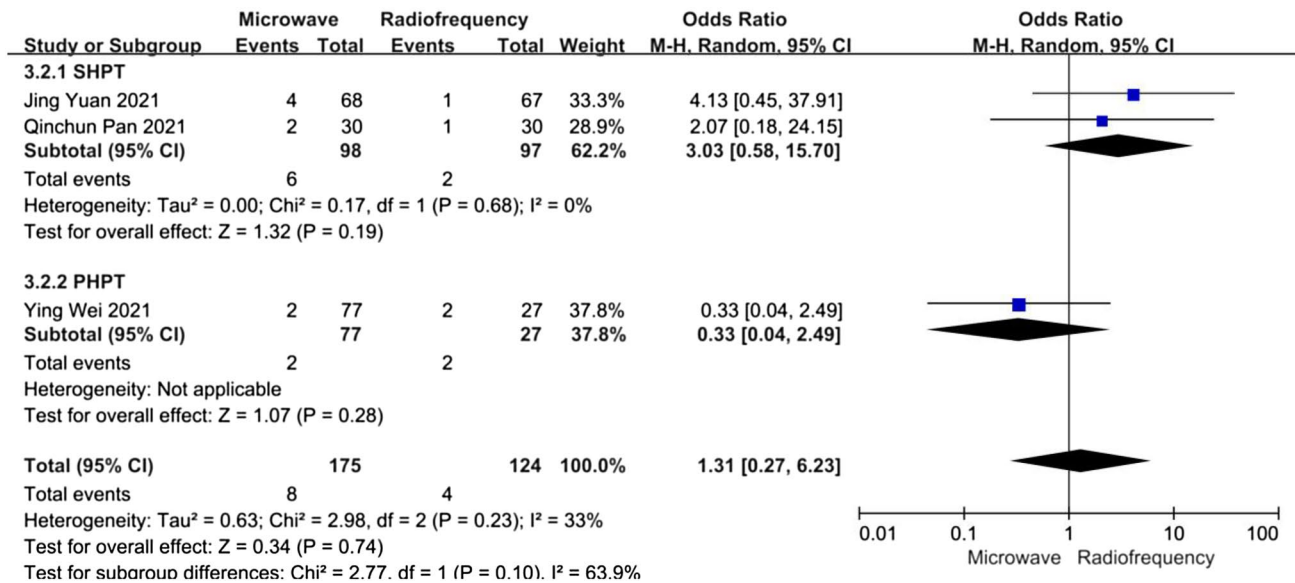 Microwave Radiofrequency Odds Ratio Odds Ratio
Study or Subgroup Events Total Events Total Weight M-H, Random, 95% CI M-H, Random, 95% CI
3.2.1 SHPT
Jing Yuan 2021 4 68 1 67 33.3% 4.13 [0.45, 37.91]
Qinchun Pan 2021 2 30 1 30 28.9% 2.07 [0.18, 24.15]
Subtotal (95% CI) 98 97 62.2% 3.03 [0.58, 15.70]
Total events 6 2
Heterogeneity: Tau² = 0.00; Chi² = 0.17, df = 1 (P = 0.68); I² = 0%
Test for overall effect: Z = 1.32 (P = 0.19)
3.2.2 PHPT
Ying Wei 2021 2 77 2 27 37.8% 0.33 [0.04, 2.49]
Subtotal (95% CI) 77 27 37.8% 0.33 [0.04, 2.49]
Total events 2 2
Heterogeneity: Not applicable
Test for overall effect: Z = 1.07 (P = 0.28)
Total (95% CI) 175 124 100.0% 1.31 [0.27, 6.23]
Total events 8 4
Heterogeneity: Tau² = 0.63; Chi² = 2.98, df = 2 (P = 0.23); I² = 33%
Test for overall effect: Z = 0.34 (P = 0.74)
Test for subgroup differences: Chi² = 2.77, df = 1 (P = 0.10), I² = 63.9%
0.01 0.1 1 10 100
Microwave Radiofrequency